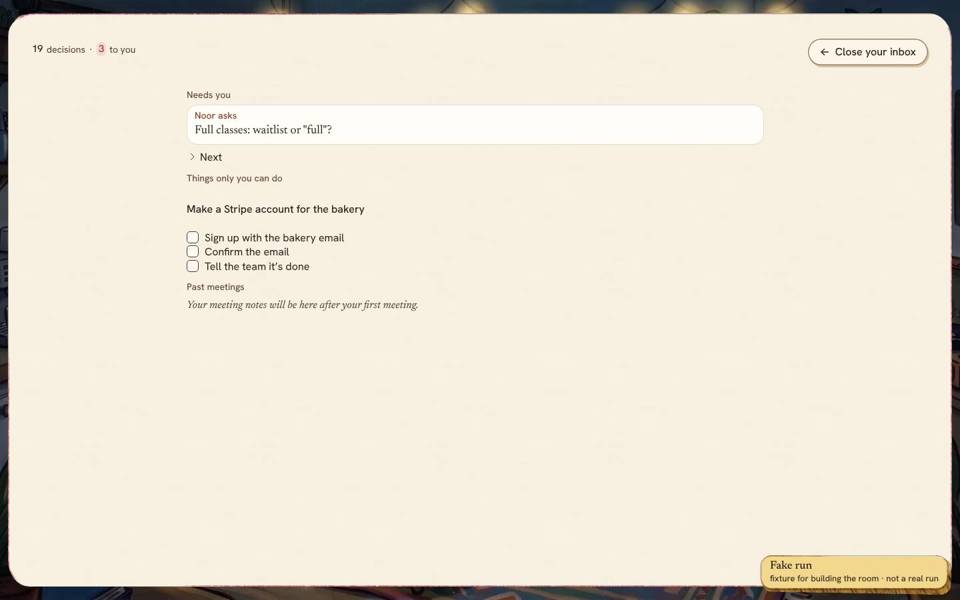 19 decisions · 3 to you
← Close your inbox
Needs you
Noor asks
Full classes: waitlist or "full"?
Next
Things only you can do
Make a Stripe account for the bakery
Sign up with the bakery email
Confirm the email
Tell the team it's done
Past meetings
Your meeting notes will be here after your first meeting.
Fake run
fixture for building the room · not a real run